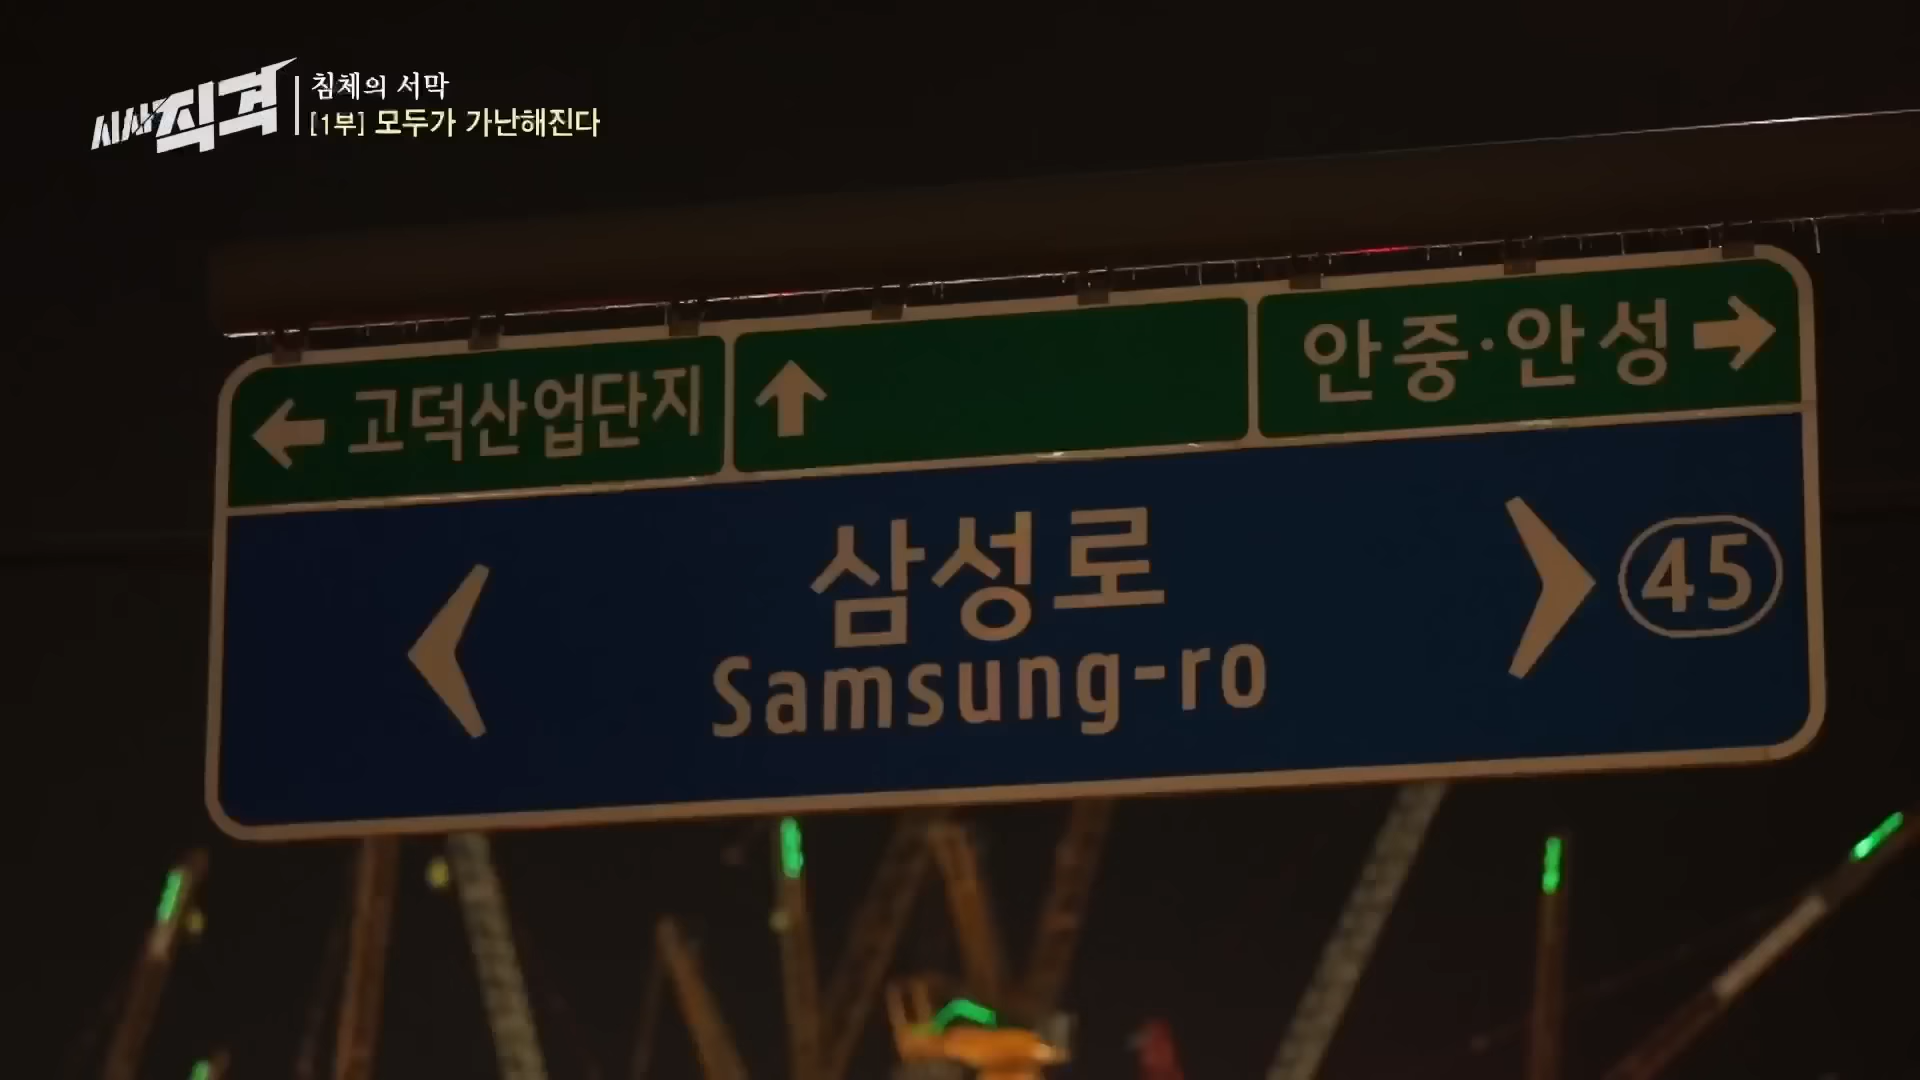 시사직격
침체의 서막
[1부] 모두가 가난해진다
고덕산업단지
안중·안성
삼성로
Samsung-ro
45